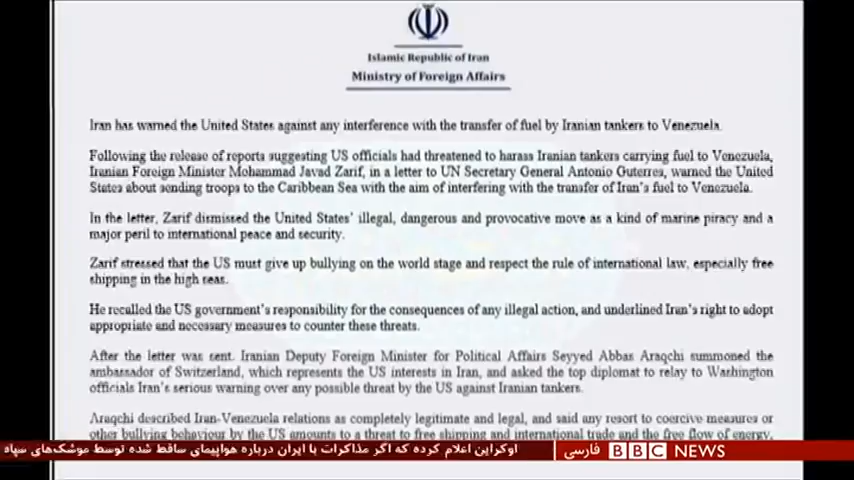 Islamic Republic of Iran
Ministry of Foreign Affairs
Iran has warned the United States against any interference with the transfer of fuel by Iranian tankers to Venezuela.
Following the release of reports suggesting US officials had threatened to harass Iranian tankers carrying fuel to Venezuela,
Iranian Foreign Minister Mohammad Javad Zarif, in a letter to UN Secretary General Antonio Guterres, warned the United
States about sending troops to the Caribbean Sea with the aim of interfering with the transfer of Iran's fuel to Venezuela.
In the letter, Zarif dismissed the United States' illegal, dangerous and provocative move as a kind of marine piracy and a
major peril to international peace and security.
Zarif stressed that the US must give up bullying on the world stage and respect the rule of international law, especially free
shipping in the high seas.
He recalled the US government's responsibility for the consequences of any illegal action, and underlined Iran's right to adopt
appropriate and necessary measures to counter these threats.
After the letter was sent. Iranian Deputy Foreign Minister for Political Affairs Seyyed Abbas Araqchi summoned the
ambassador of Switzerland, which represents the US interests in Iran, and asked the top diplomat to relay to Washington
officials Iran's serious warning over any possible threat by the US against Iranian tankers.
Araqchi described Iran-Venezuela relations as completely legitimate and legal, and said any resort to coercive measures or
other bullying behaviour by the US amounts to a threat to free shipping and international trade and the free flow of energy,
اوکراین اعلام کرده که اگر مذاکرات با ایران درباره هواپیمای ساقط شده توسط موشک‌های سپاه
BBC NEWS فارسی